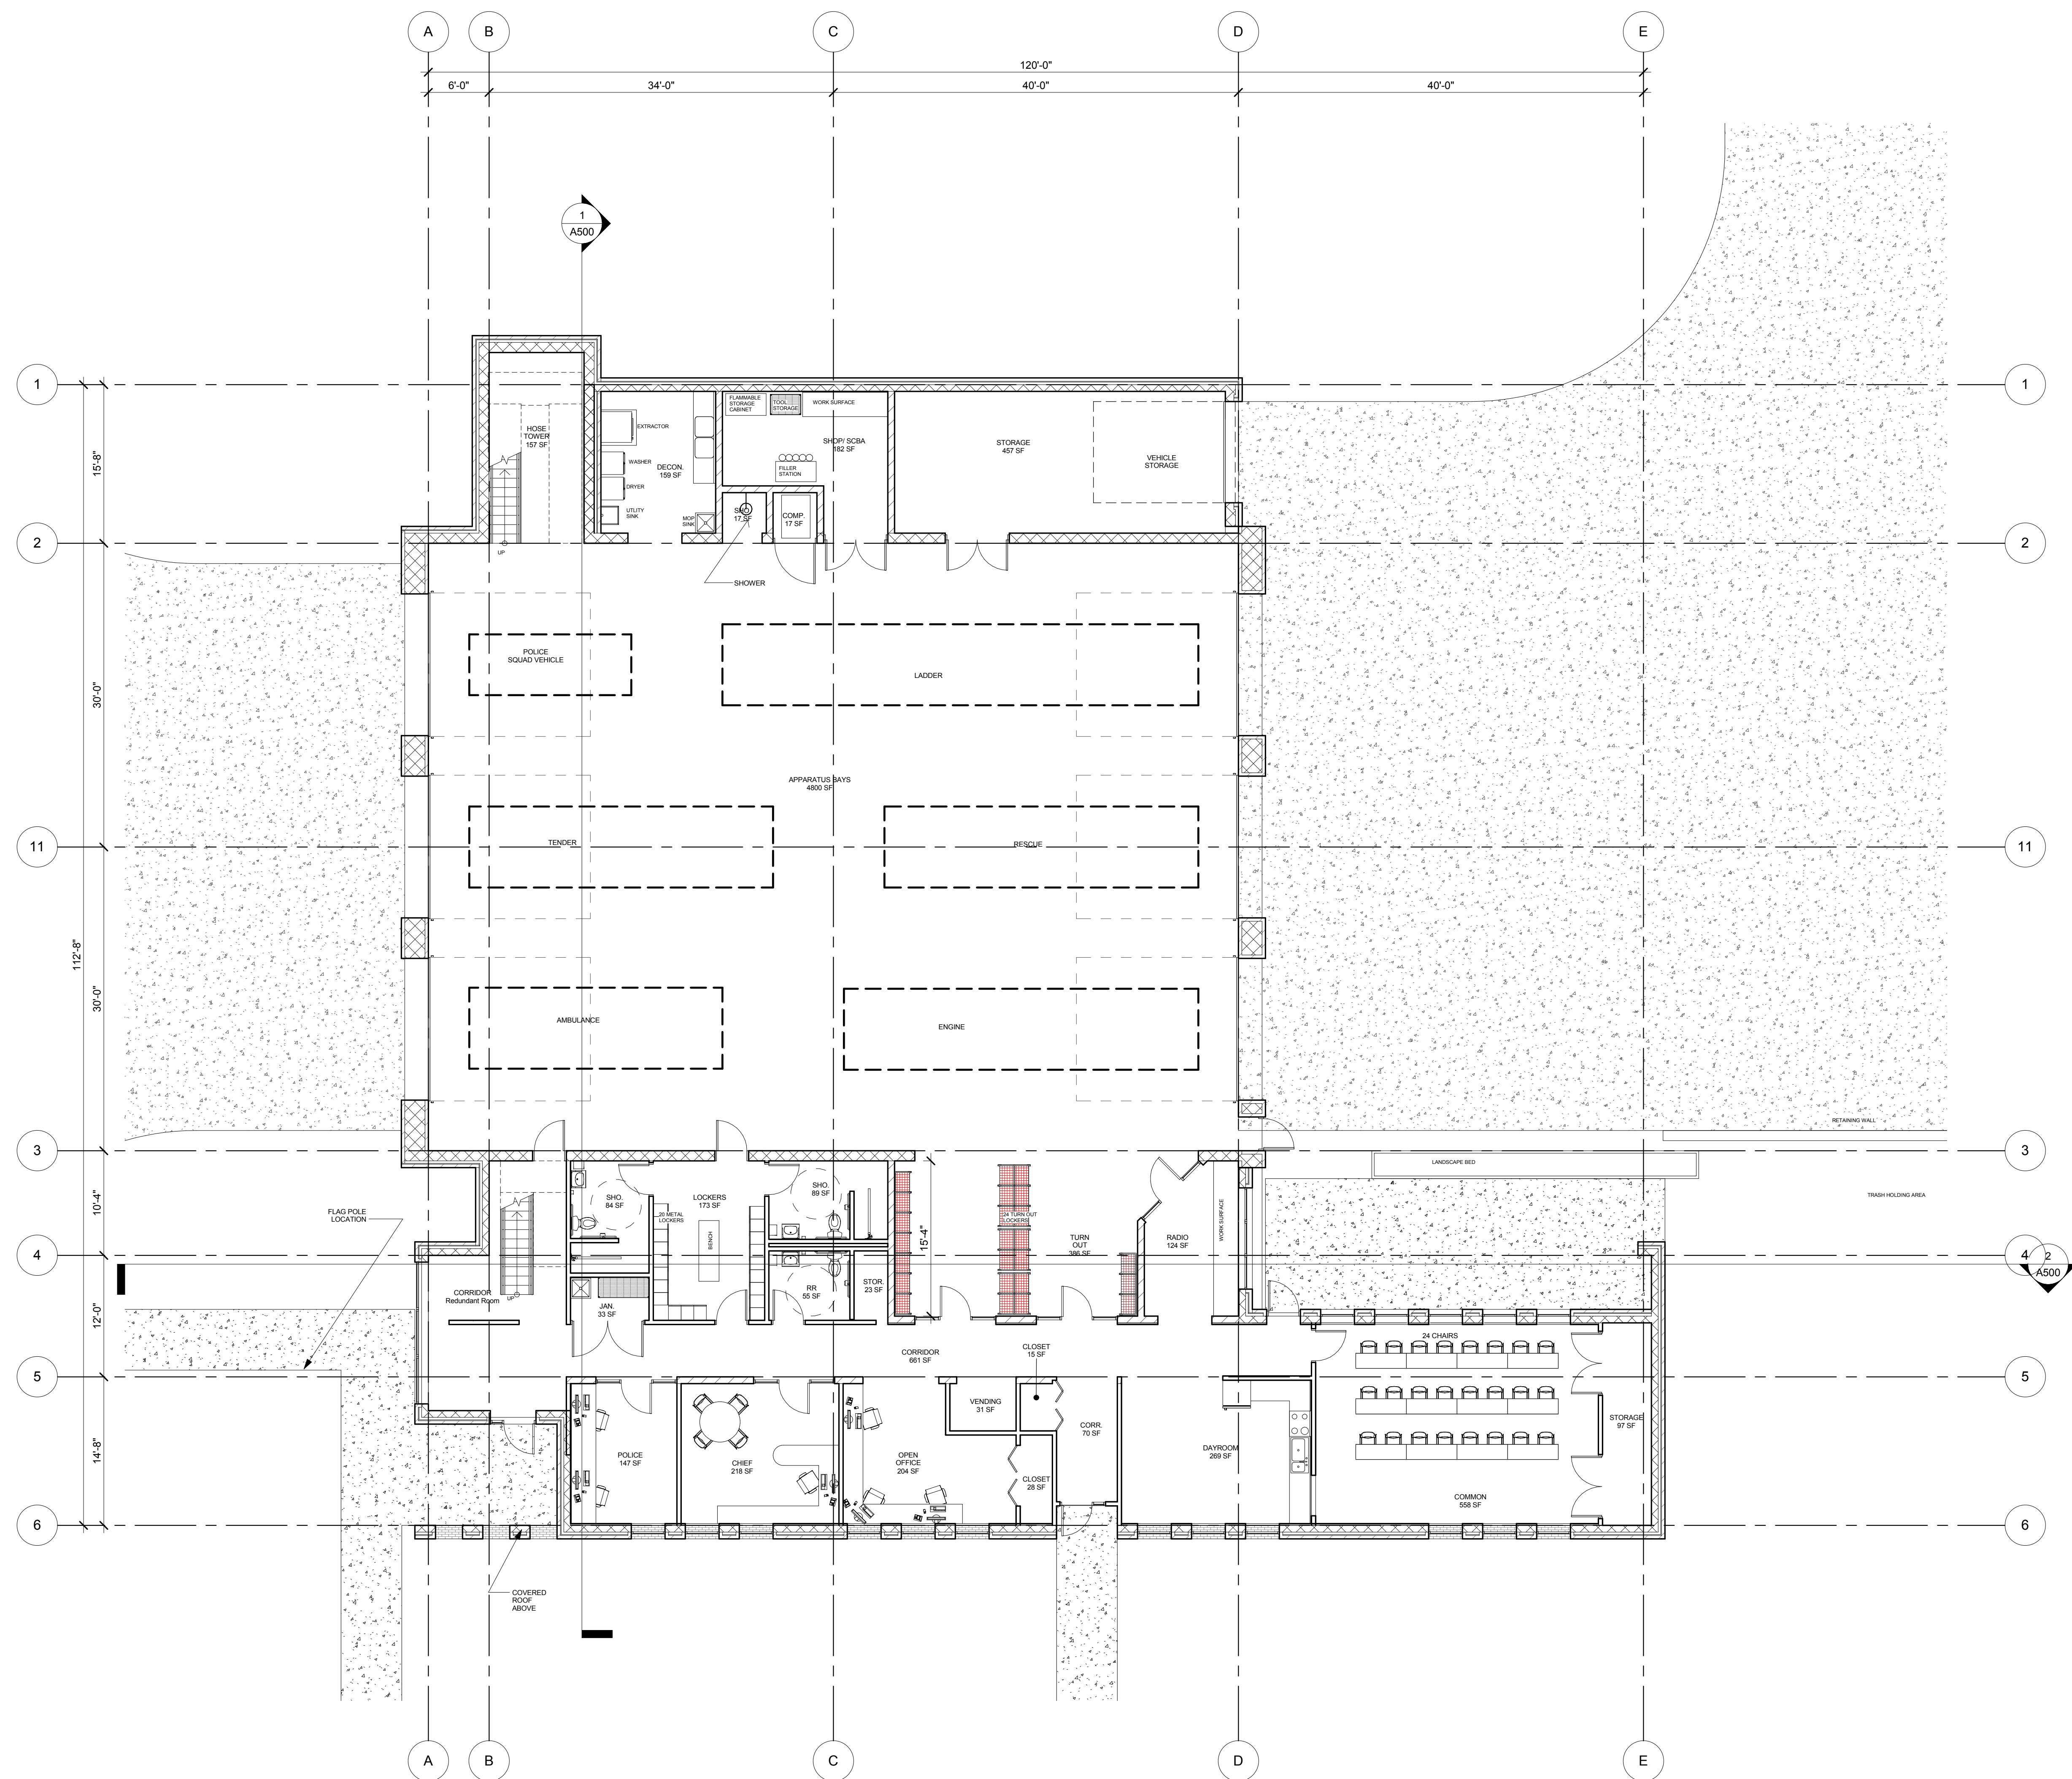 A
B
C
D
E
120'-0"
6'-0"
34'-0"
40'-0"
40'-0"
1
A500
1
1
FLAMMABLE
STORAGE
CABINET
TOOL
STORAGE
WORK SURFACE
HOSE
TOWER
157 SF
EXTRACTOR
SHOP/ SCBA
182 SF
STORAGE
457 SF
VEHICLE
STORAGE
15'-8"
WASHER
DECON.
159 SF
FILLER
STATION
DRYER
UTLITY
SINK
MOP
SINK
SHO.
17 SF
COMP.
17 SF
2
2
UP
SHOWER
POLICE
SQUAD VEHICLE
LADDER
30'-0"
APPARATUS BAYS
4800 SF
11
TENDER
RESCUE
11
112'-8"
30'-0"
AMBULANCE
ENGINE
RETAINING WALL
3
3
LANDSCAPE BED
TRASH HOLDING AREA
10'-4"
FLAG POLE
LOCATION
SHO.
84 SF
LOCKERS
173 SF
SHO.
89 SF
20 METAL
LOCKERS
BENCH
15'-4"
24 TURN OUT
LOCKERS
TURN
OUT
386 SF
RADIO
124 SF
WORK SURFACE
4
4
2
A500
CORRIDOR
Redundant Room
UP
JAN.
33 SF
RR
55 SF
STOR.
23 SF
12'-0"
24 CHAIRS
CORRIDOR
661 SF
CLOSET
15 SF
5
5
VENDING
31 SF
STORAGE
97 SF
CORR.
70 SF
14'-8"
POLICE
147 SF
CHIEF
218 SF
OPEN
OFFICE
204 SF
CLOSET
28 SF
DAYROOM
269 SF
COMMON
558 SF
6
6
COVERED
ROOF
ABOVE
A
B
C
D
E